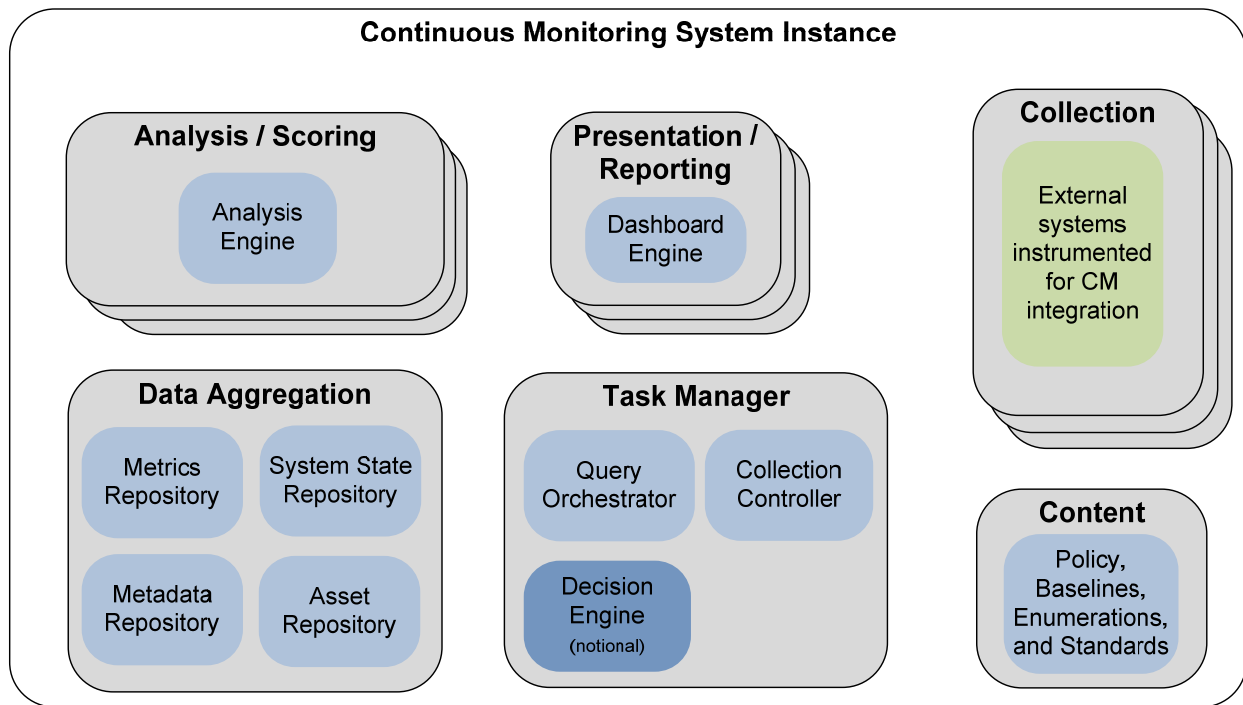 Continuous Monitoring System Instance
Analysis / Scoring
Analysis
Engine
Presentation /
Reporting
Dashboard
Engine
Collection
External
systems
instrumented
for CM
integration
Data Aggregation
Metrics
Repository
System State
Repository
Metadata
Repository
Asset
Repository
Task Manager
Query
Orchestrator
Collection
Controller
Decision
Engine
(notional)
Content
Policy,
Baselines,
Enumerations,
and Standards